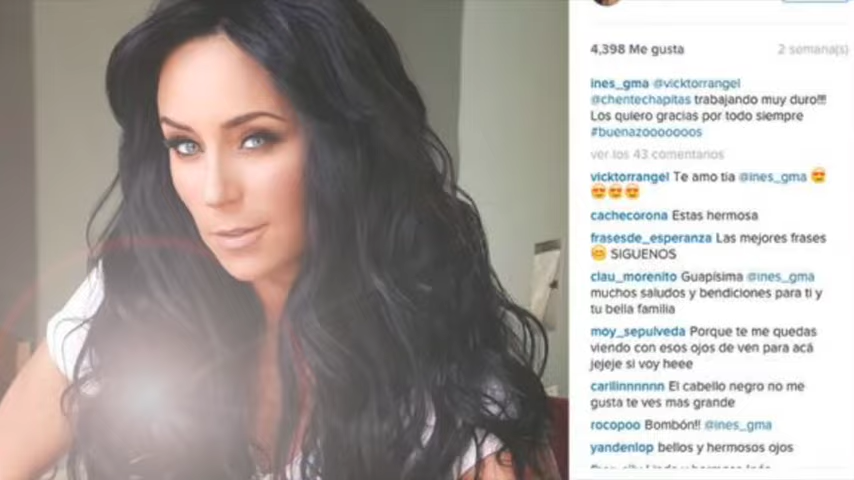 4,398 Me gusta
2 semana(s)
ines_gma @vicktorrangel
@chentechapitas trabajando muy duro!!!
Los quiero gracias por todo siempre
#buenazooooooos
ver los 43 comentarios
vicktorrangel Te amo tia @ines_gma 😍
😍😍😍
cachecorona Estas hermosa
frasesde_esperanza Las mejores frases
😊 SIGUENOS
clau_morenito Guapísima @ines_gma
muchos saludos y bendiciones para ti y
tu bella familia
moy_sepulveda Porque te me quedas
viendo con esos ojos de ven para acá
jejeje si voy heee
carilinnnnnn El cabello negro no me
gusta te ves mas grande
rocopoo Bombón!! @ines_gma
yandenlop bellos y hermosos ojos